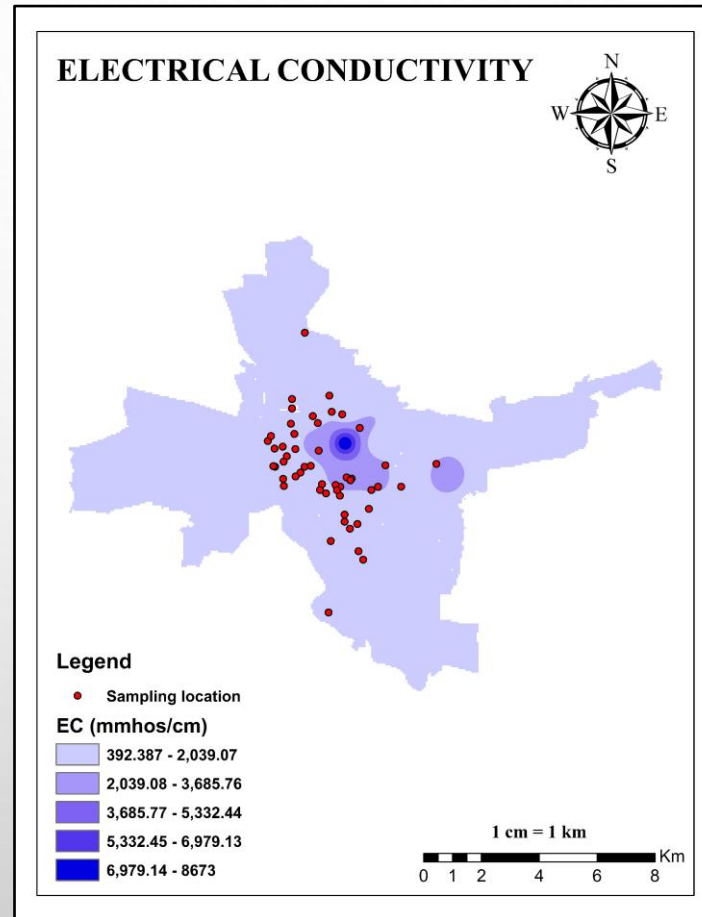 ELECTRICAL CONDUCTIVITY
N
W E
S
Legend
Sampling location
EC (mmhos/cm)
392.387 - 2,039.07
2,039.08 - 3,685.76
3,685.77 - 5,332.44
5,332.45 - 6,979.13
6,979.14 - 8673
1 cm = 1 km
Km
0 1 2 4 6 8